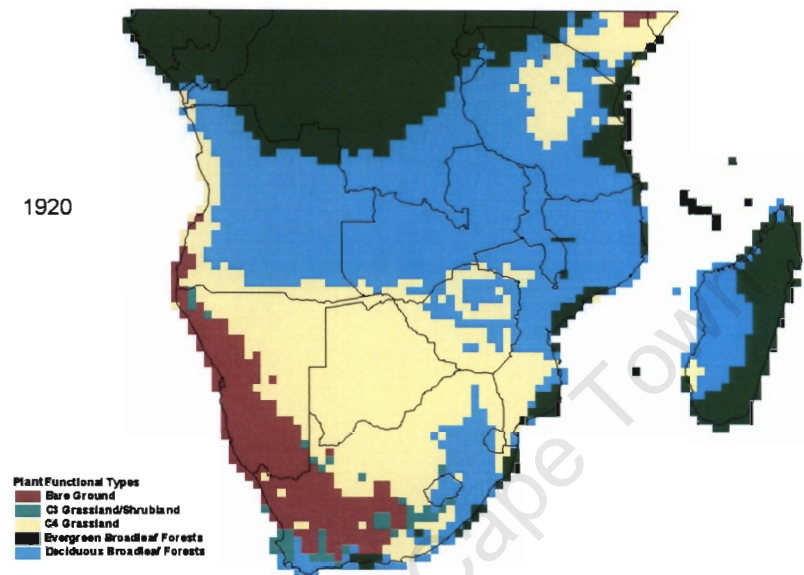 1920
Plant Functional Types
Bare Ground
C3 Grassland/Shrubland
C4 Grassland
Evergreen Broadleaf Forests
Deciduous Broadleaf Forests
Cape Town